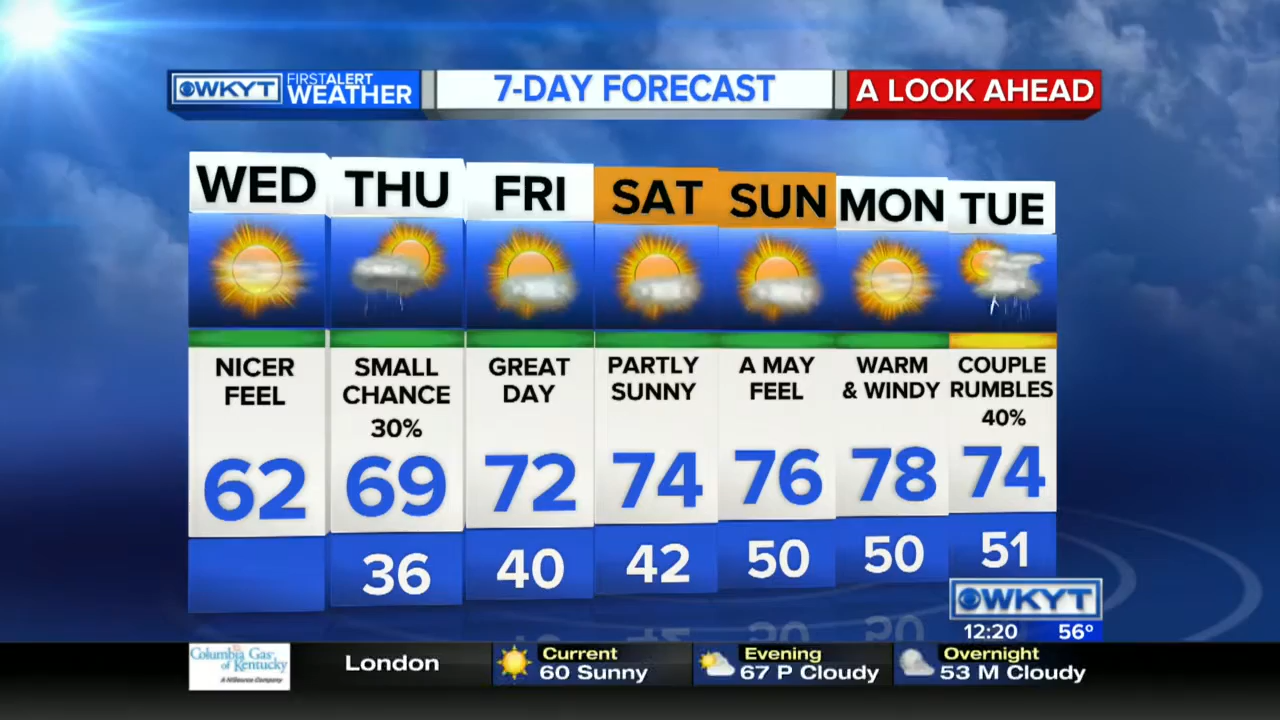 WKYT FIRST ALERT WEATHER
7-DAY FORECAST
A LOOK AHEAD
WED THU FRI SAT SUN MON TUE
NICER FEEL
SMALL CHANCE 30%
GREAT DAY
PARTLY SUNNY
A MAY FEEL
WARM & WINDY
COUPLE RUMBLES 40%
62 69 72 74 76 78 74
36 40 42 50 50 51
WKYT
12:20 56°
Columbia Gas of Kentucky
A NiSource Company
London
Current
60 Sunny
Evening
67 P Cloudy
Overnight
53 M Cloudy